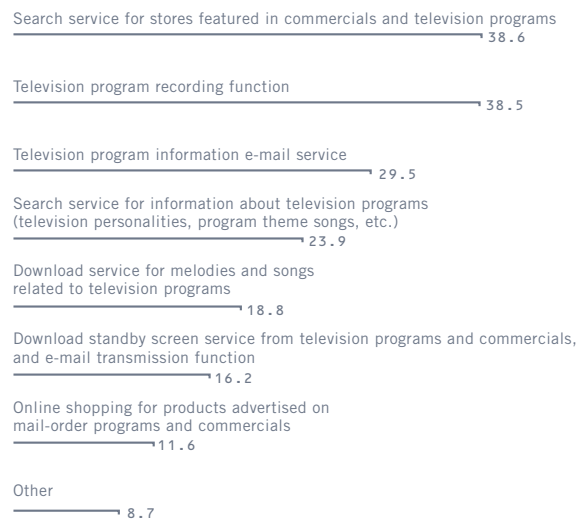 Search service for stores featured in commercials and television programs
38.6
Television program recording function
38.5
Television program information e-mail service
29.5
Search service for information about television programs
(television personalities, program theme songs, etc.)
23.9
Download service for melodies and songs
related to television programs
18.8
Download standby screen service from television programs and commercials,
and e-mail transmission function
16.2
Online shopping for products advertised on
mail-order programs and commercials
11.6
Other
8.7